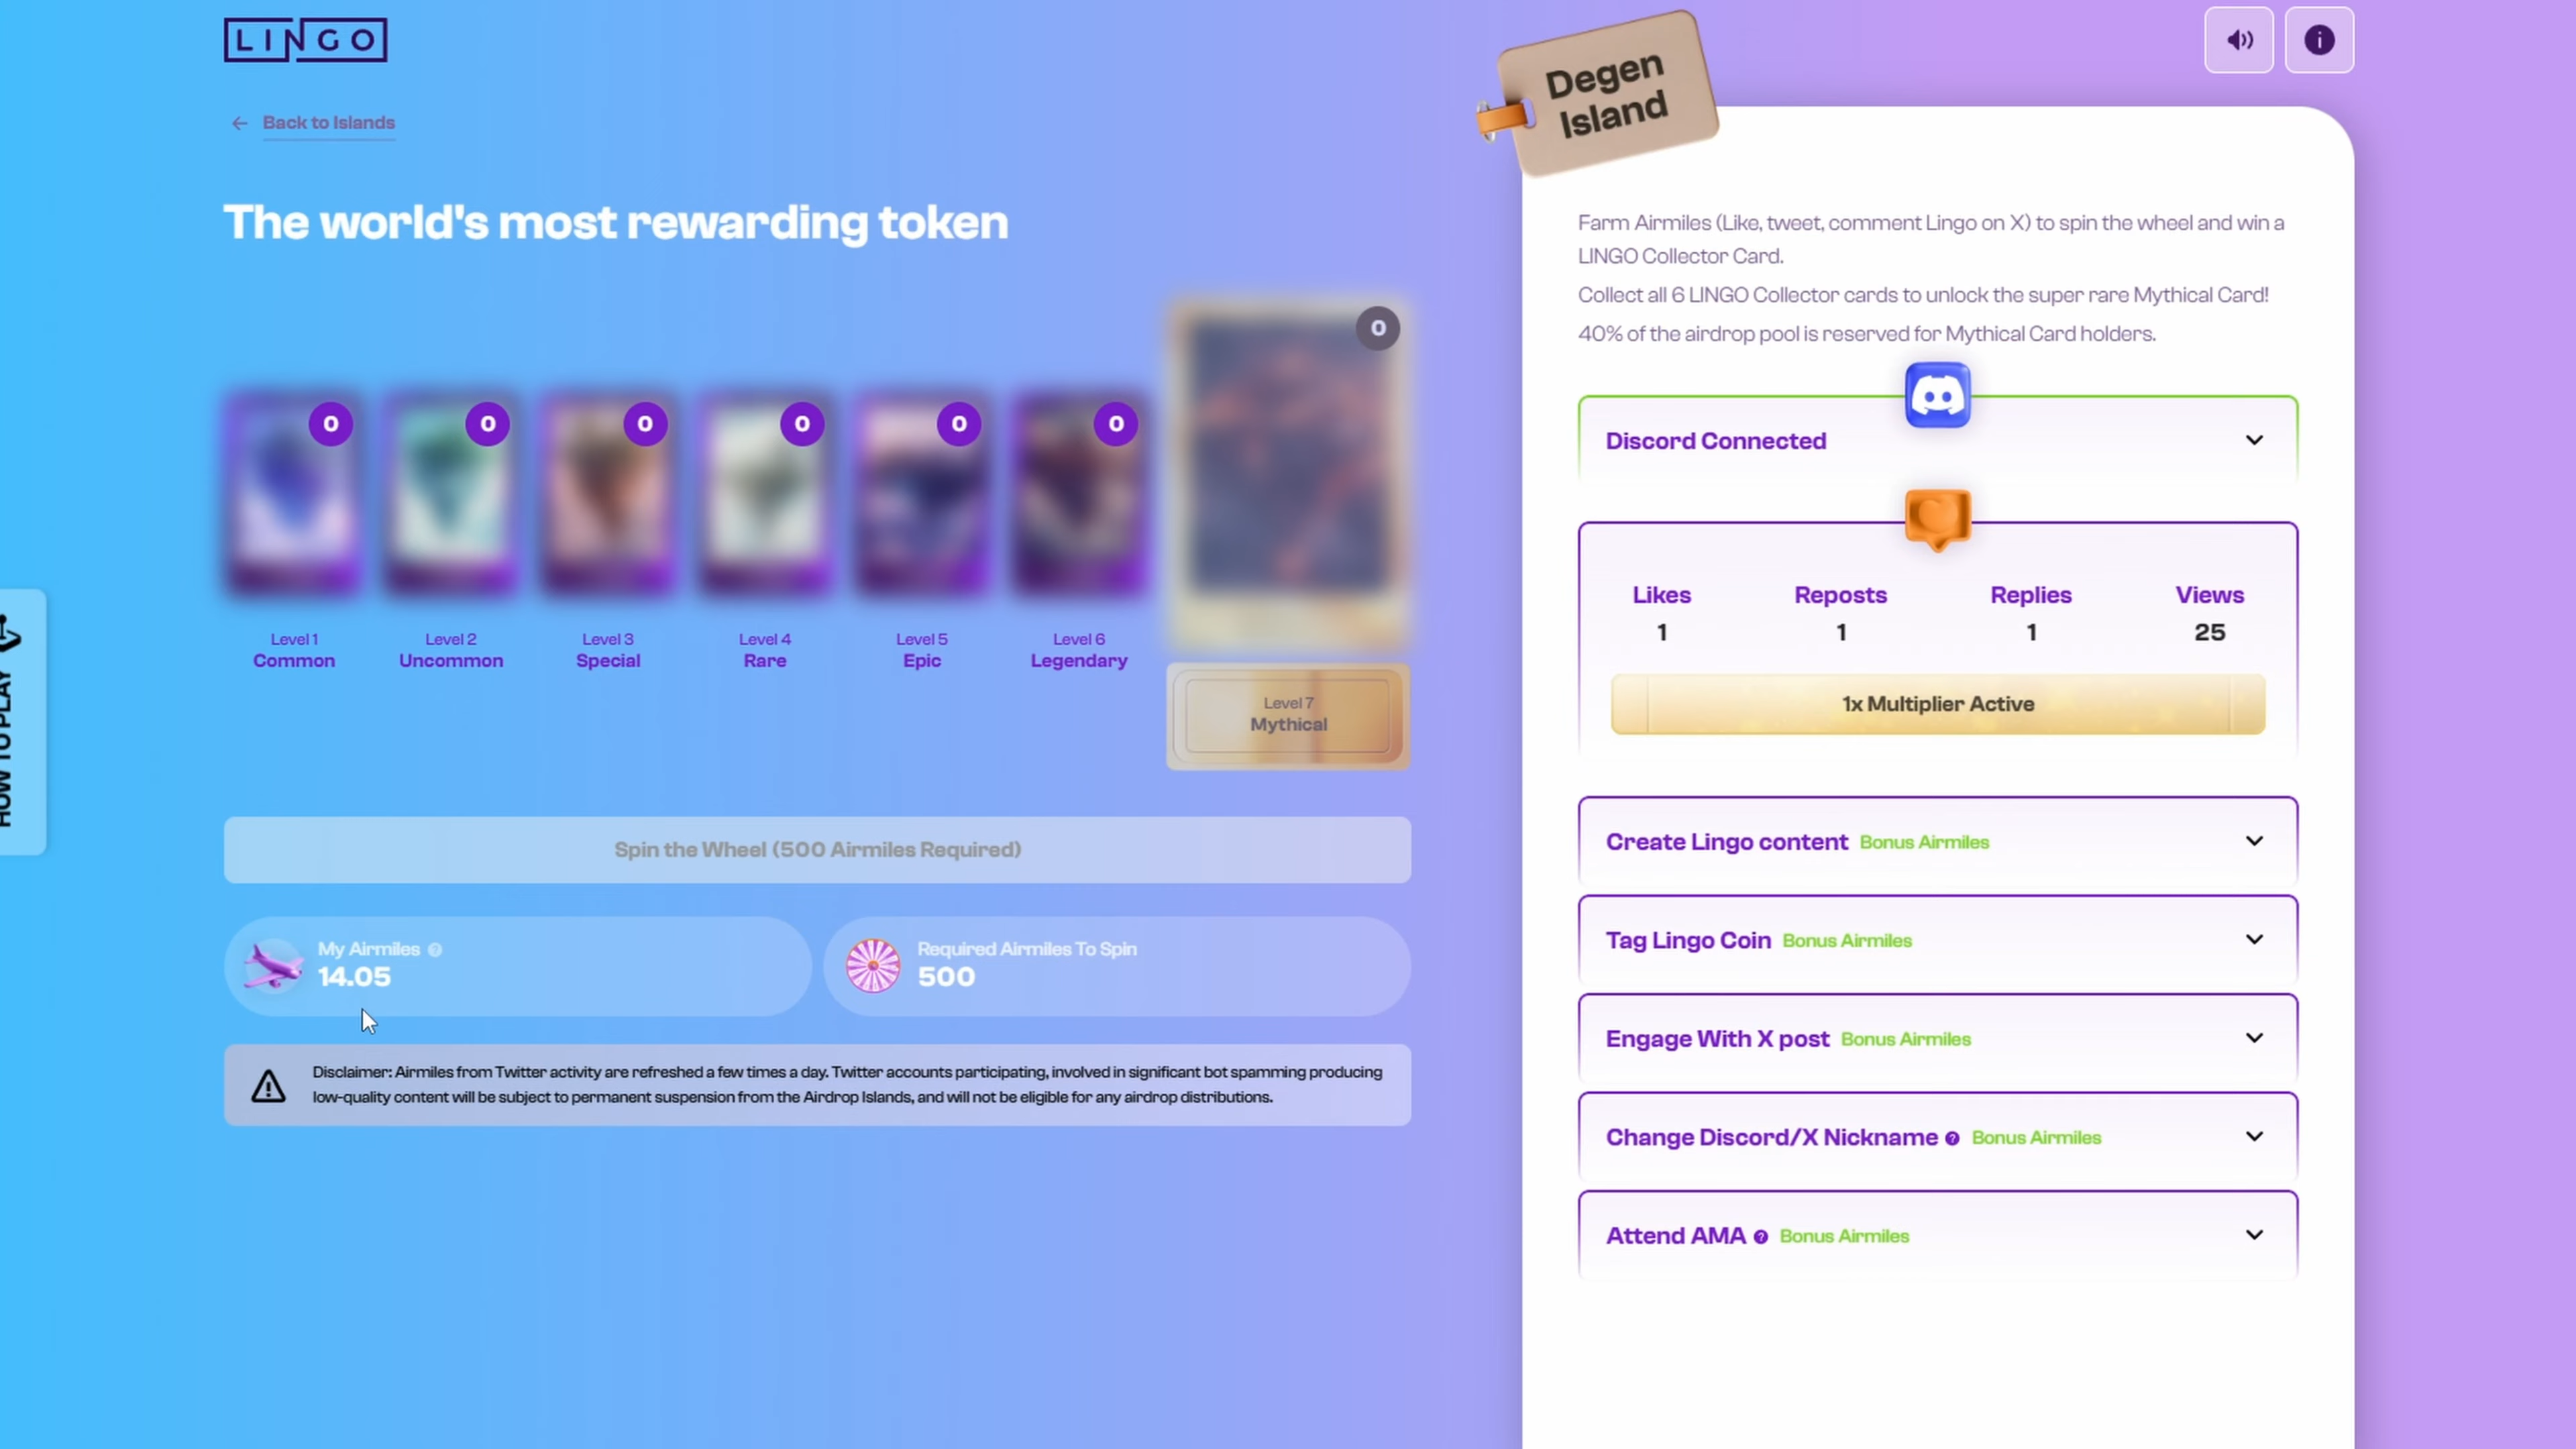 LINGO
Back to Islands
The world's most rewarding token
0
0
0
0
0
0
0
Level 1
Common
Level 2
Uncommon
Level 3
Special
Level 4
Rare
Level 5
Epic
Level 6
Legendary
Level 7
Mythical
HOW TO PLAY
Spin the Wheel (500 Airmiles Required)
My Airmiles ?
14.05
Required Airmiles To Spin
500
Disclaimer: Airmiles from Twitter activity are refreshed a few times a day. Twitter accounts participating, involved in significant bot spamming producing
low-quality content will be subject to permanent suspension from the Airdrop Islands, and will not be eligible for any airdrop distributions.
Degen
Island
Farm Airmiles (Like, tweet, comment Lingo on X) to spin the wheel and win a
LINGO Collector Card.
Collect all 6 LINGO Collector cards to unlock the super rare Mythical Card!
40% of the airdrop pool is reserved for Mythical Card holders.
Discord Connected
Likes Reposts Replies Views
1 1 1 25
1x Multiplier Active
Create Lingo content Bonus Airmiles
Tag Lingo Coin Bonus Airmiles
Engage With X post Bonus Airmiles
Change Discord/X Nickname ? Bonus Airmiles
Attend AMA ? Bonus Airmiles